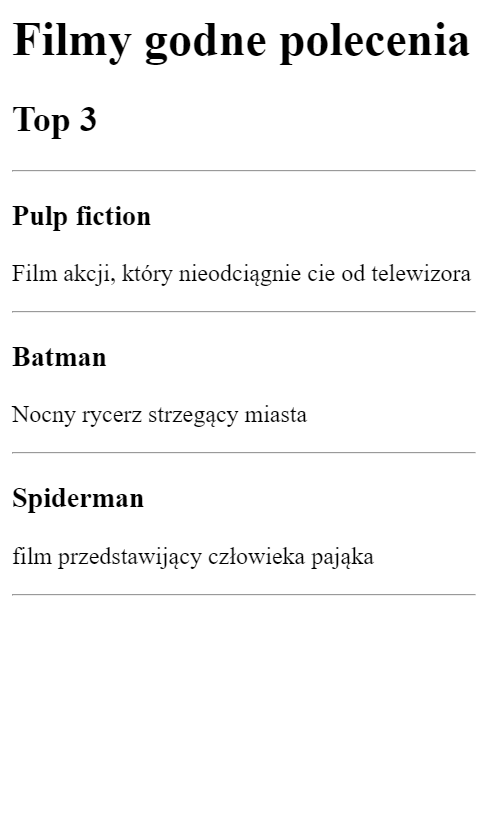 Filmy godne polecenia
Top 3
Pulp fiction
Film akcji, który nieodciągnie cie od telewizora
Batman
Nocny rycerz strzegący miasta
Spiderman
film przedstawijący człowieka pająka